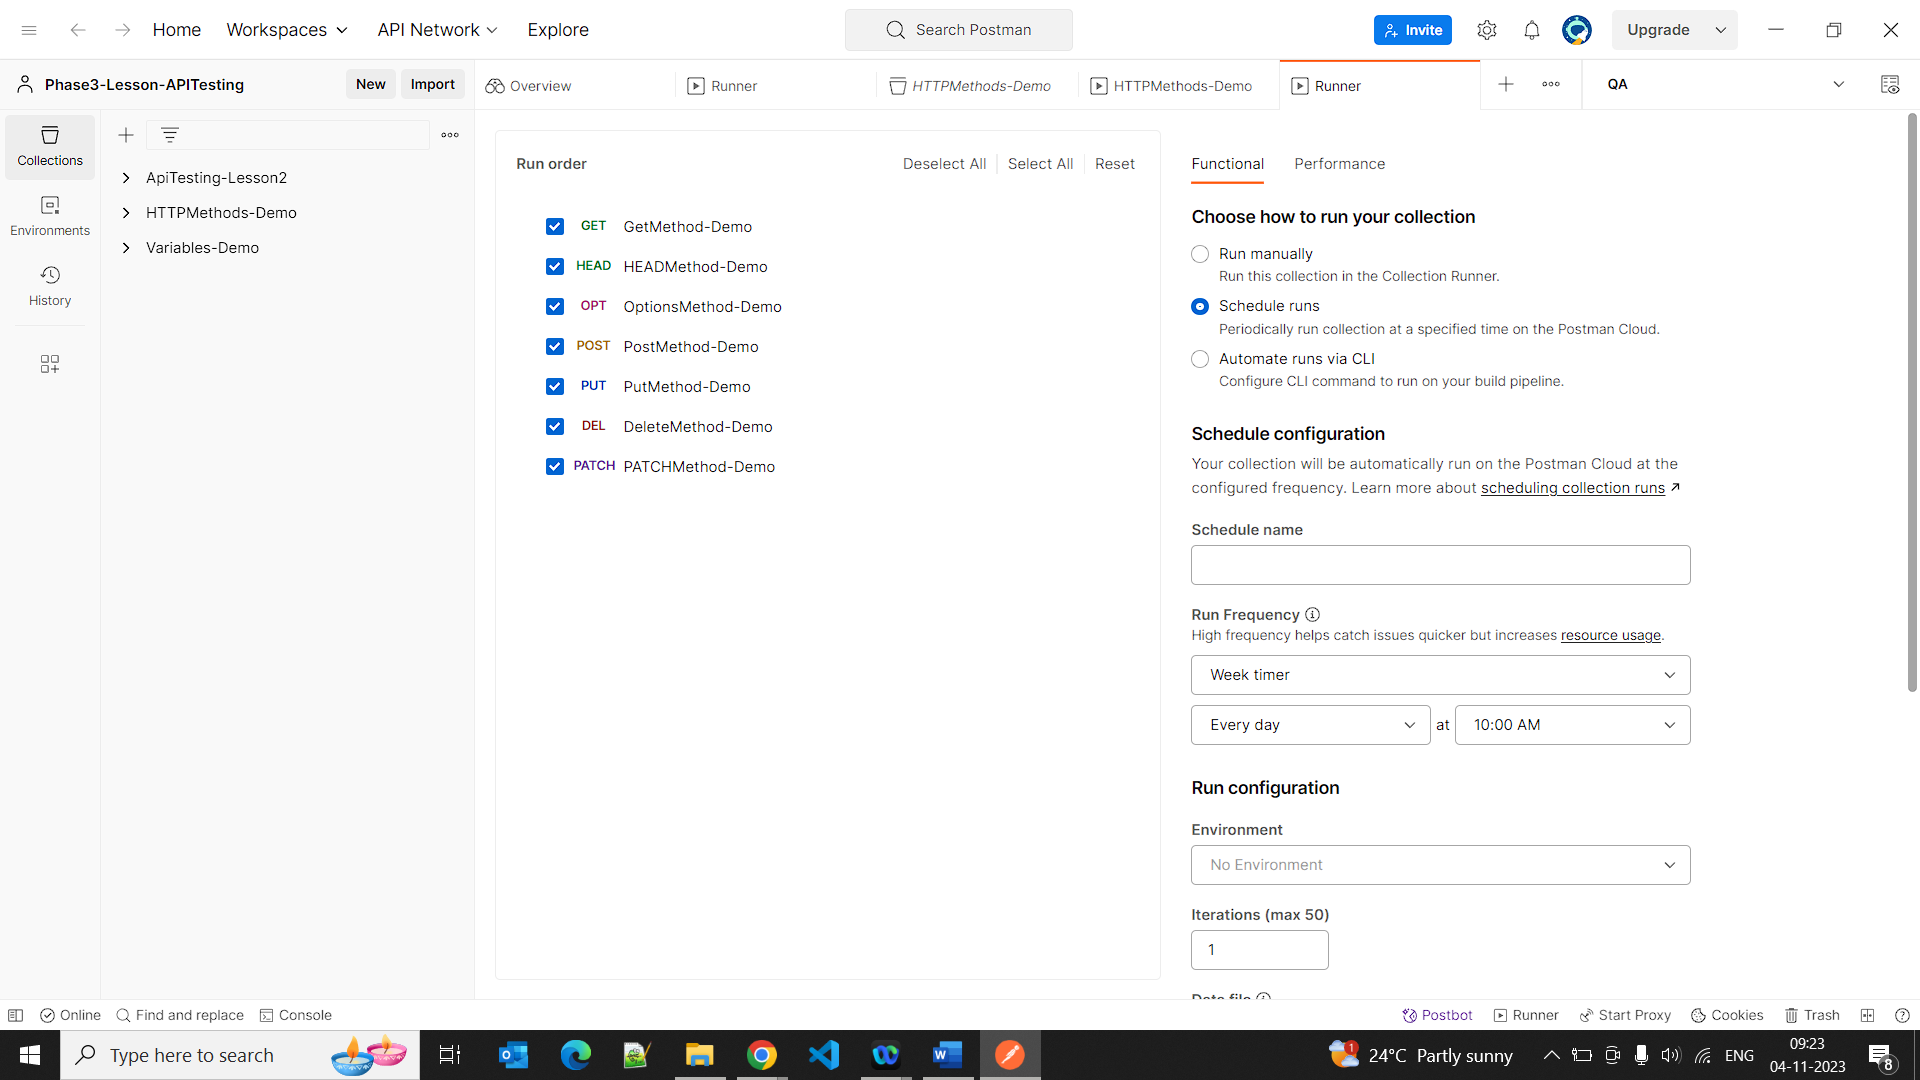 Home Workspaces API Network Explore Search Postman Invite Upgrade
Phase3-Lesson-APITesting New Import Overview Runner HTTPMethods-Demo HTTPMethods-Demo Runner QA
Collections
Environments
History
ApiTesting-Lesson2
HTTPMethods-Demo
Variables-Demo
Run order Deselect All Select All Reset
GET GetMethod-Demo
HEAD HEADMethod-Demo
OPT OptionsMethod-Demo
POST PostMethod-Demo
PUT PutMethod-Demo
DEL DeleteMethod-Demo
PATCH PATCHMethod-Demo
Functional Performance
Choose how to run your collection
Run manually
Run this collection in the Collection Runner.
Schedule runs
Periodically run collection at a specified time on the Postman Cloud.
Automate runs via CLI
Configure CLI command to run on your build pipeline.
Schedule configuration
Your collection will be automatically run on the Postman Cloud at the
configured frequency. Learn more about scheduling collection runs
Schedule name
Run Frequency
High frequency helps catch issues quicker but increases resource usage.
Week timer
Every day at 10:00 AM
Run configuration
Environment
No Environment
Iterations (max 50)
1
Data file
Online Find and replace Console Postbot Runner Start Proxy Cookies Trash
Type here to search 1 24°C Partly sunny ENG 09:23
04-11-2023 8